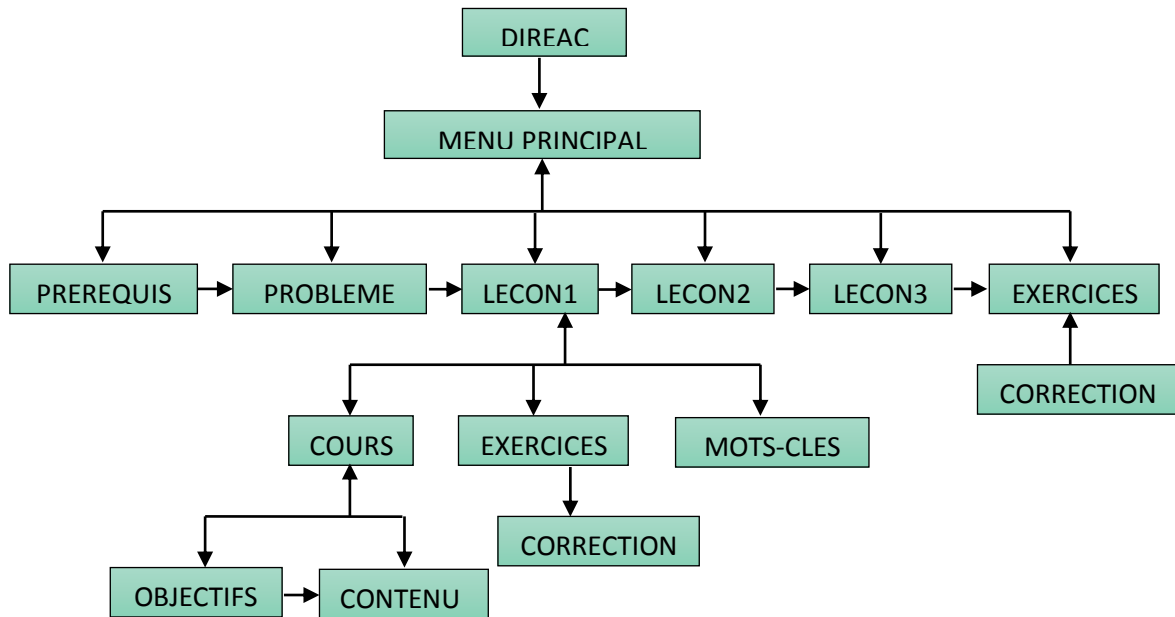 DIREAC
MENU PRINCIPAL
PREREQUIS
PROBLEME
LECON1
LECON2
LECON3
EXERCICES
CORRECTION
COURS
EXERCICES
MOTS-CLES
CORRECTION
OBJECTIFS
CONTENU